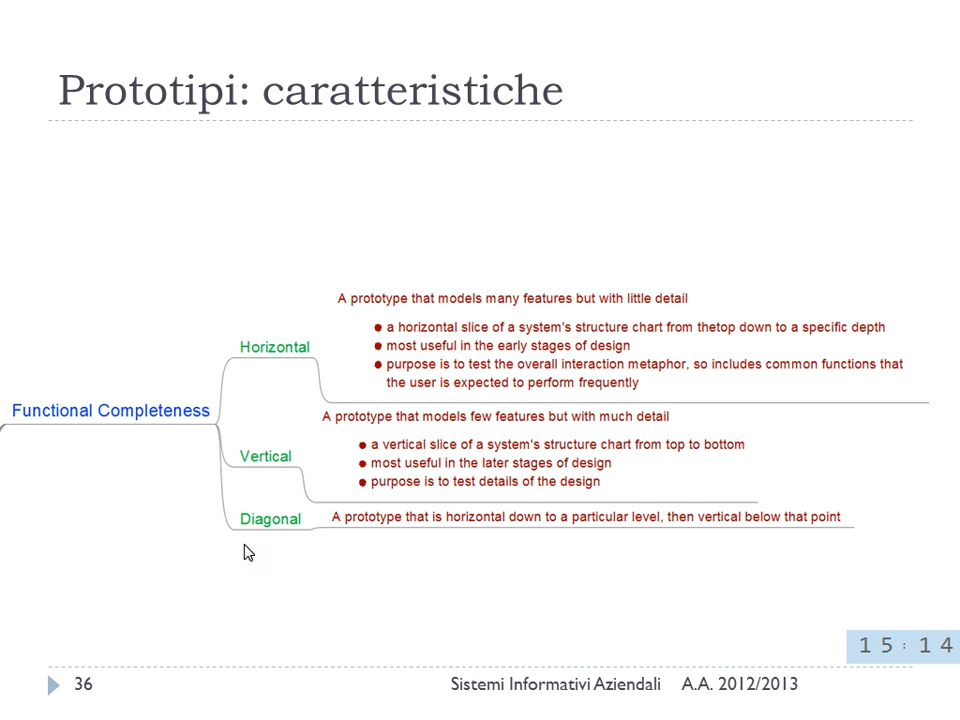 Prototipi: caratteristiche
Functional Completeness
Horizontal
A prototype that models many features but with little detail
● a horizontal slice of a system's structure chart from thetop down to a specific depth
● most useful in the early stages of design
● purpose is to test the overall interaction metaphor, so includes common functions that
the user is expected to perform frequently
Vertical
A prototype that models few features but with much detail
● a vertical slice of a system's structure chart from top to bottom
● most useful in the later stages of design
● purpose is to test details of the design
Diagonal
A prototype that is horizontal down to a particular level, then vertical below that point
15:14
36
Sistemi Informativi Aziendali A.A. 2012/2013